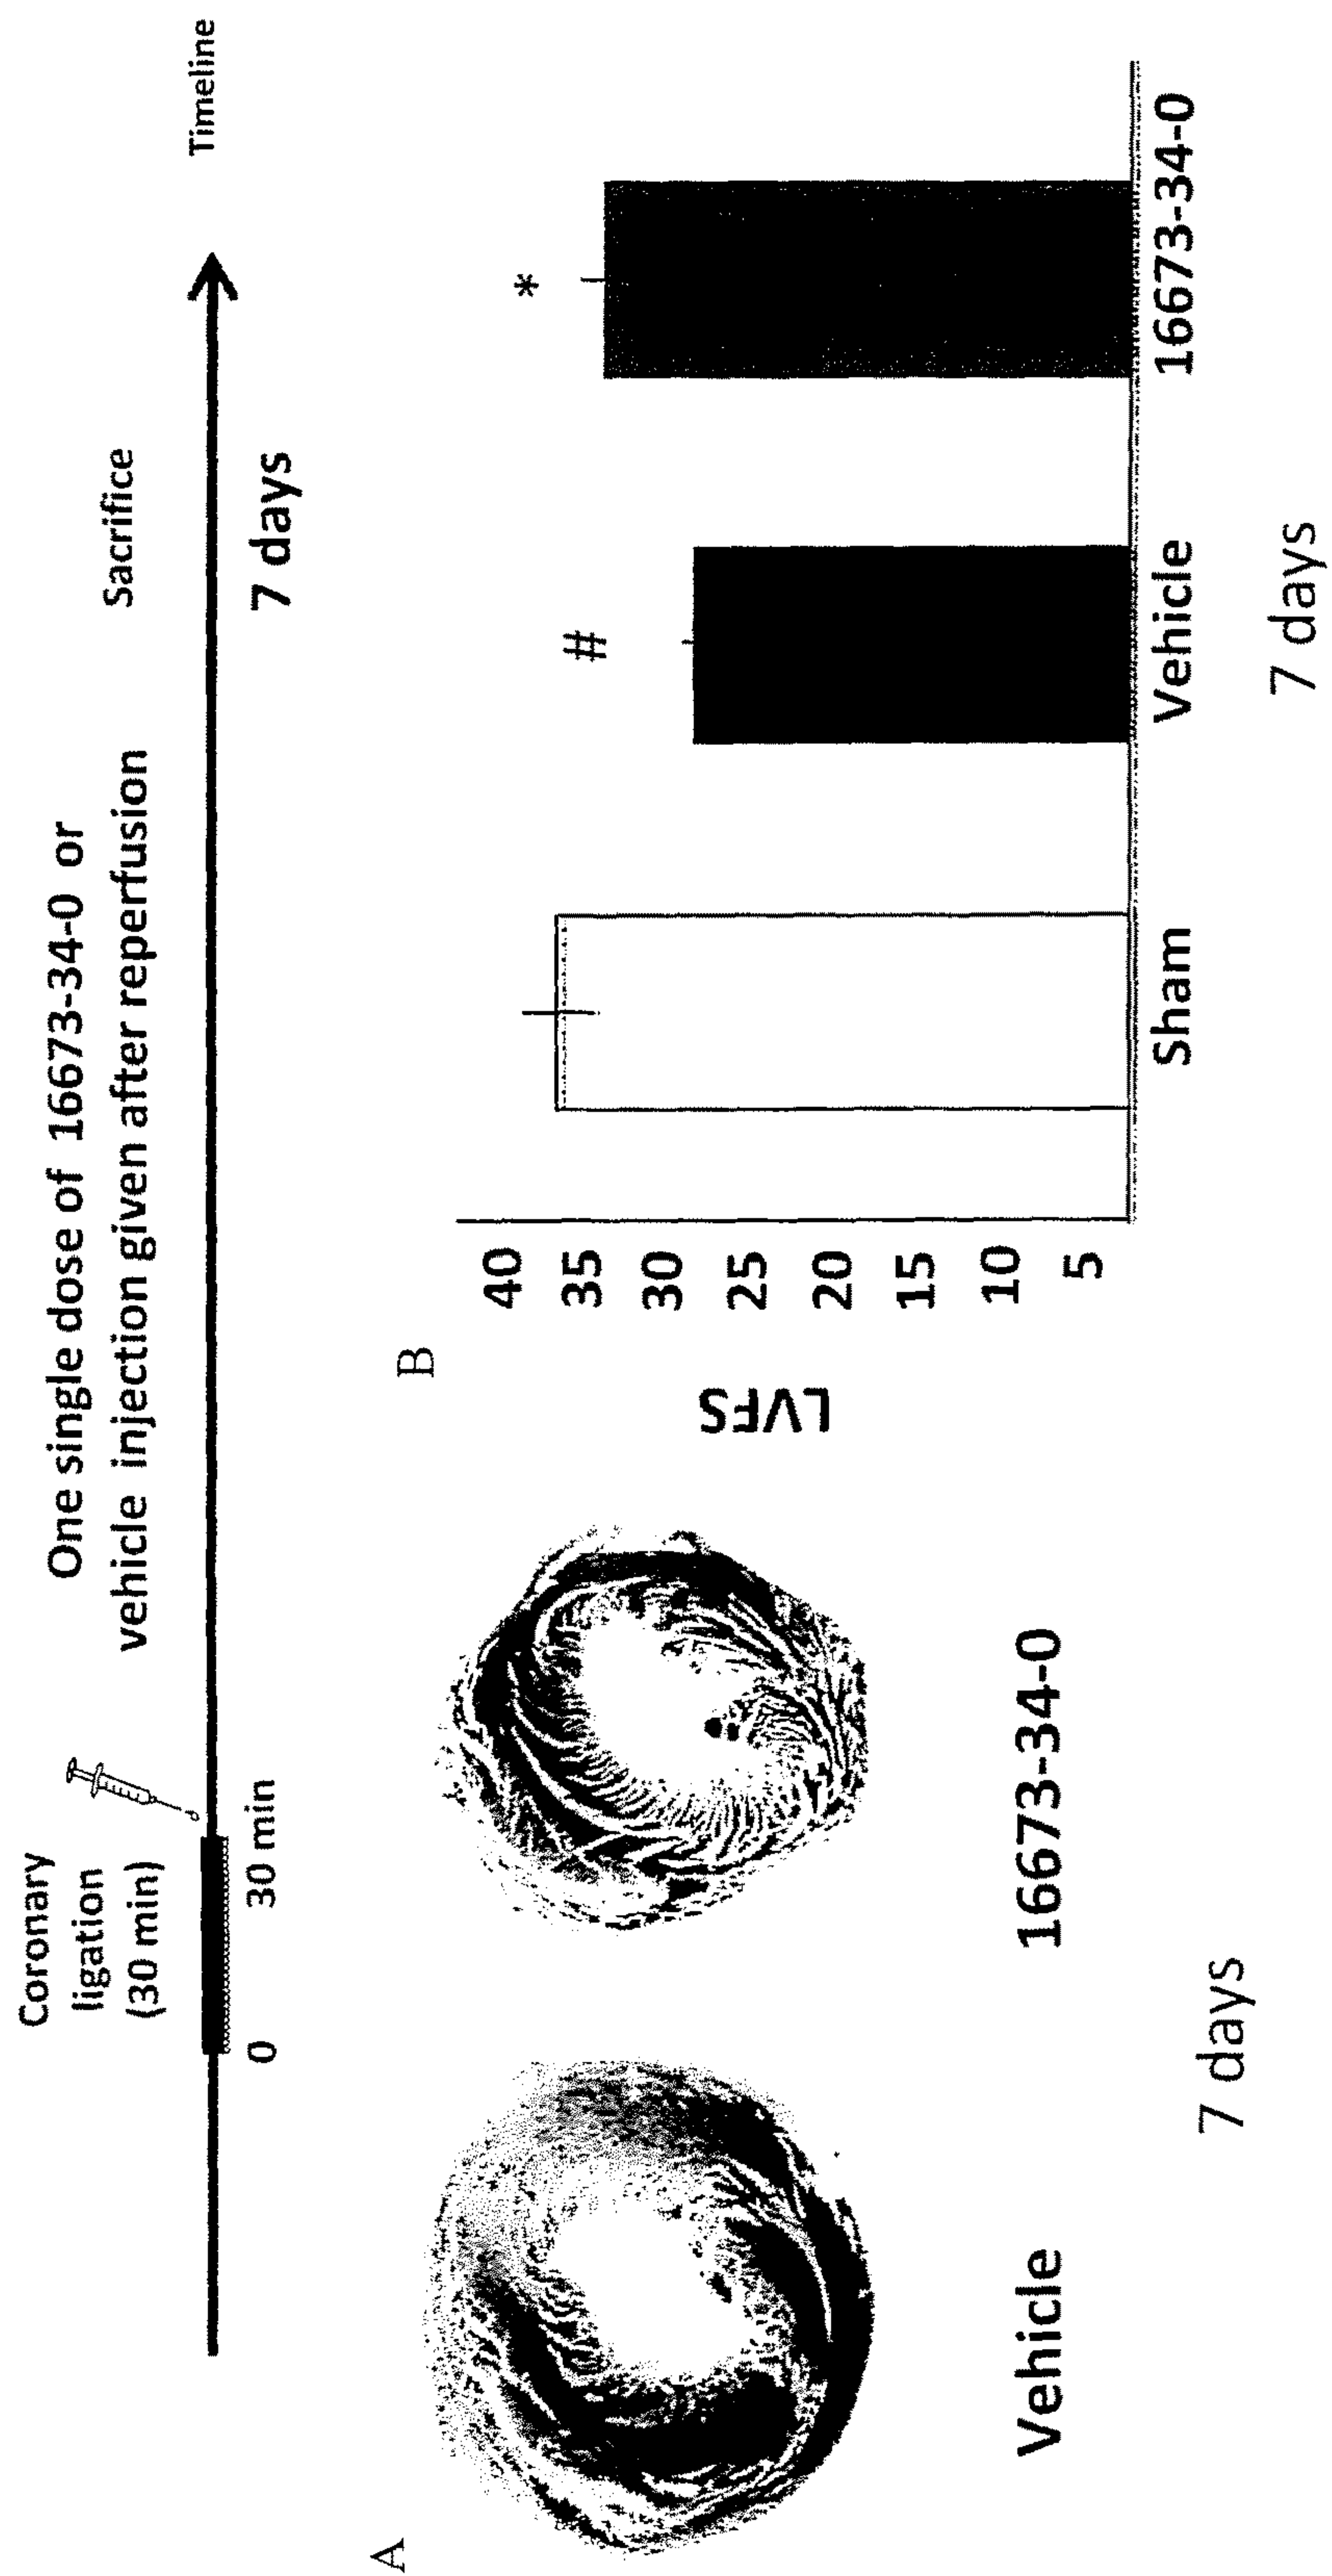 Coronary
ligation
(30 min)
One single dose of 16673-34-0 or
vehicle injection given after reperfusion
Sacrifice
Timeline
0
30 min
7 days
A
Vehicle
16673-34-0
7 days
B
LVFS
40
35
30
25
20
15
10
5
#
*
Sham
Vehicle
16673-34-0
7 days